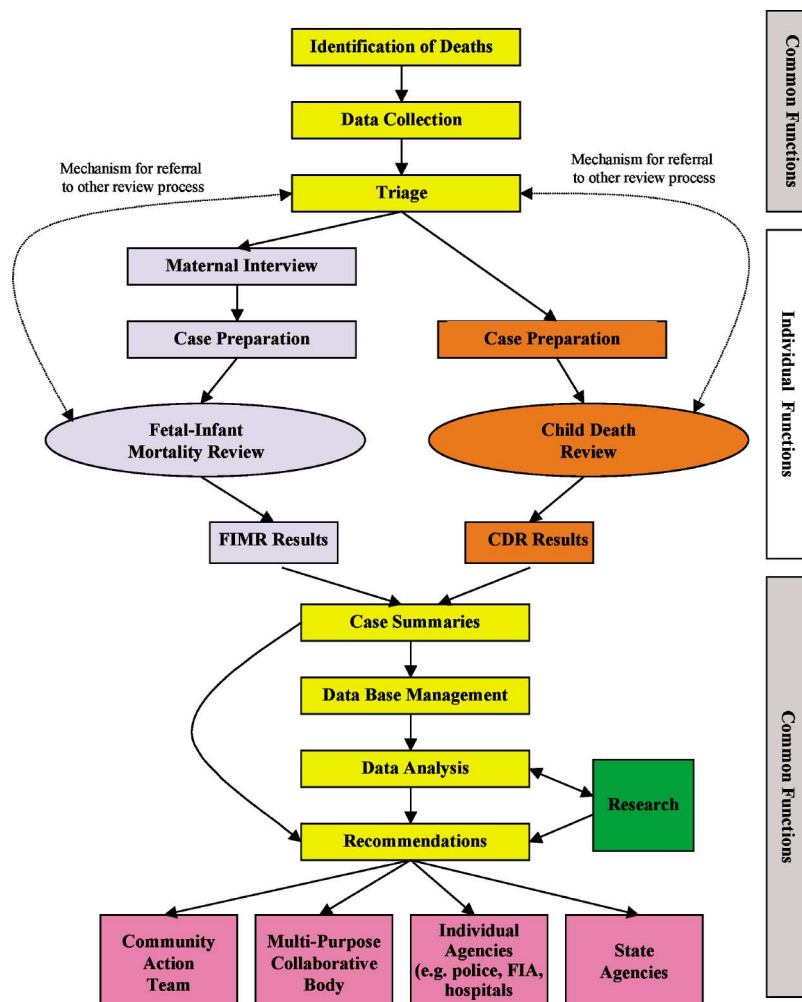 Identification of Deaths
Common Functions
Data Collection
Mechanism for referral
to other review process
Mechanism for referral
to other review process
Triage
Individual Functions
Maternal Interview
Case Preparation
Case Preparation
Fetal-Infant
Mortality Review
Child Death
Review
FIMR Results
CDR Results
Common Functions
Case Summaries
Data Base Management
Data Analysis
Research
Recommendations
Community
Action
Team
Multi-Purpose
Collaborative
Body
Individual
Agencies
(e.g. police, FIA,
hospitals
State
Agencies